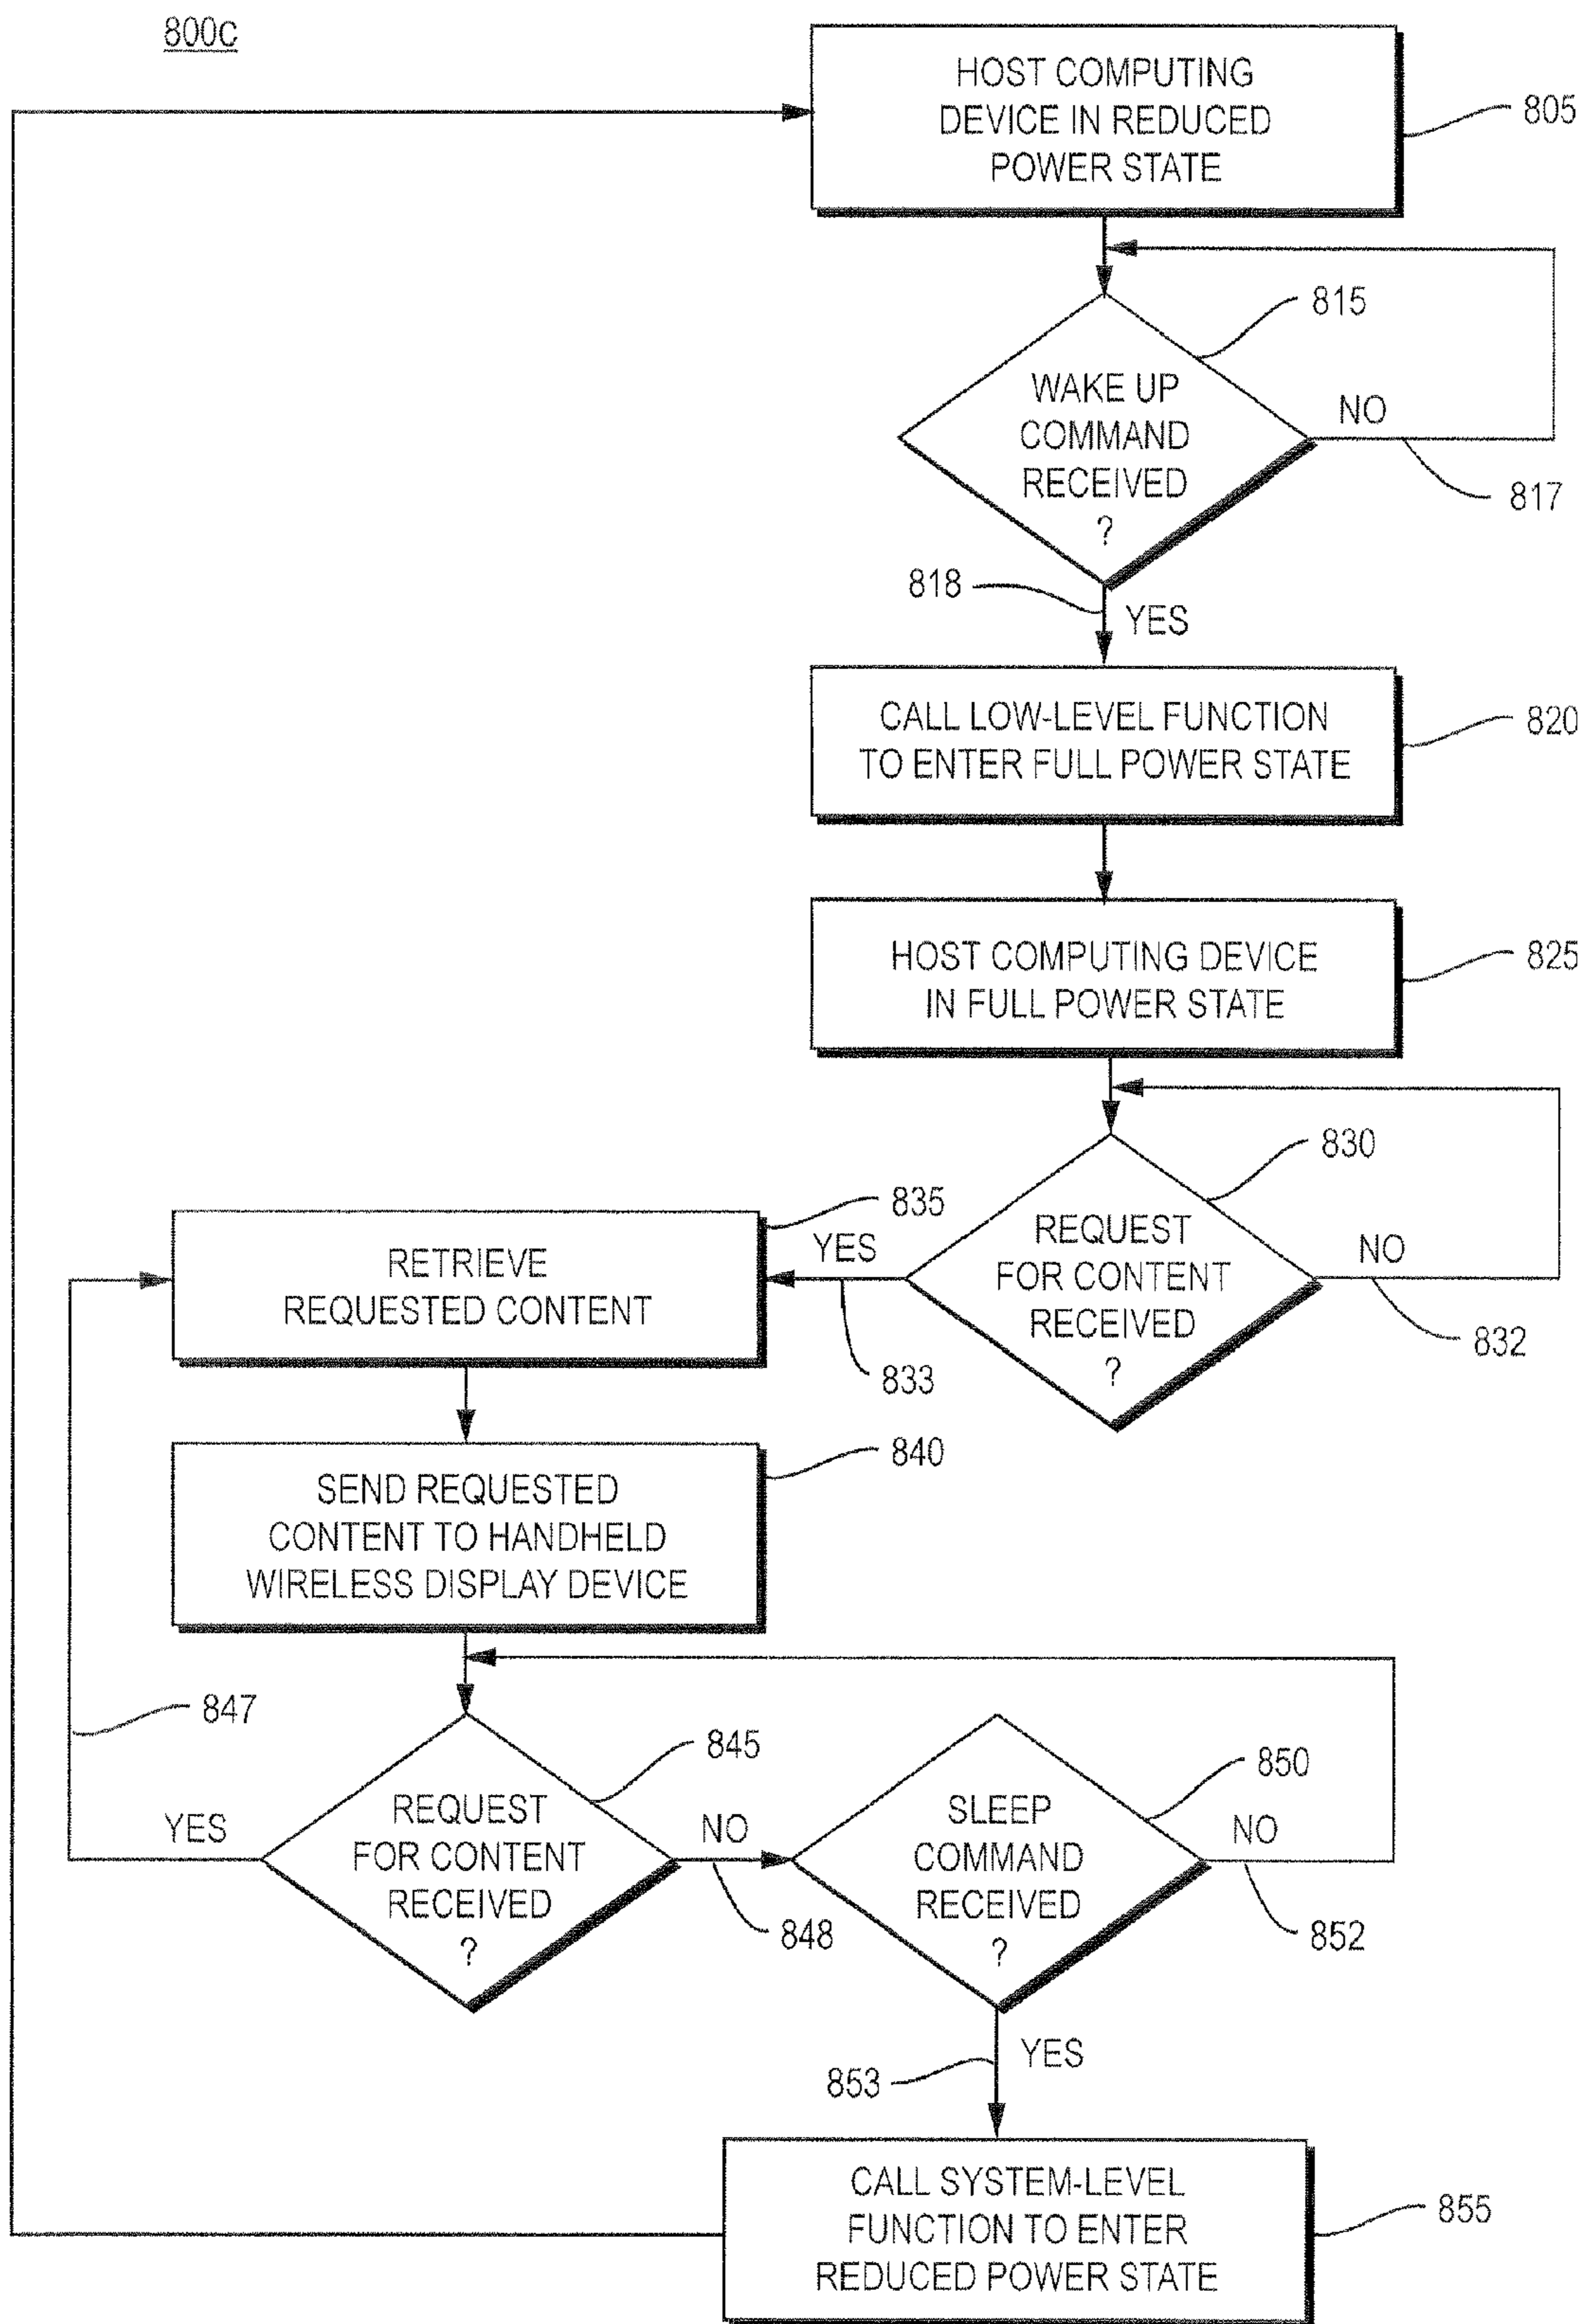 800c
HOST COMPUTING
DEVICE IN REDUCED
POWER STATE
805
815
WAKE UP
COMMAND
RECEIVED
?
NO
817
818
YES
CALL LOW-LEVEL FUNCTION
TO ENTER FULL POWER STATE
820
HOST COMPUTING DEVICE
IN FULL POWER STATE
825
830
REQUEST
FOR CONTENT
RECEIVED
?
NO
832
YES
833
835
RETRIEVE
REQUESTED CONTENT
840
SEND REQUESTED
CONTENT TO HANDHELD
WIRELESS DISPLAY DEVICE
847
845
REQUEST
FOR CONTENT
RECEIVED
?
YES
NO
848
850
SLEEP
COMMAND
RECEIVED
?
NO
852
853
YES
CALL SYSTEM-LEVEL
FUNCTION TO ENTER
REDUCED POWER STATE
855